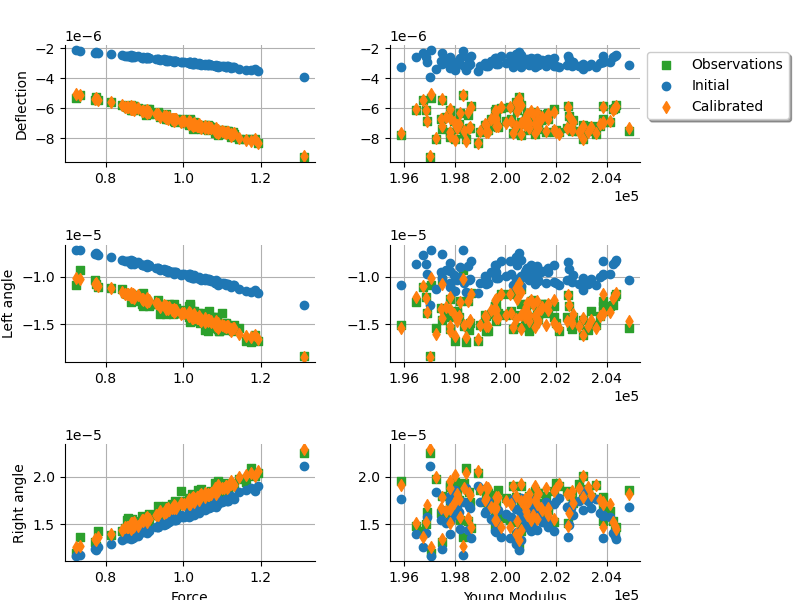 1e−6
−2
−4
−6
−8
Deflection
0.8 1.0 1.2
1e−6
−2
−4
−6
−8
1.96 1.98 2.00 2.02 2.04
1e5
Observations
Initial
Calibrated
1e−5
−1.0
−1.5
Left angle
0.8 1.0 1.2
1e−5
−1.0
−1.5
1.96 1.98 2.00 2.02 2.04
1e5
1e−5
2.0
1.5
Right angle
0.8 1.0 1.2
Force
1e−5
2.0
1.5
1.96 1.98 2.00 2.02 2.04
1e5
Young Modulus